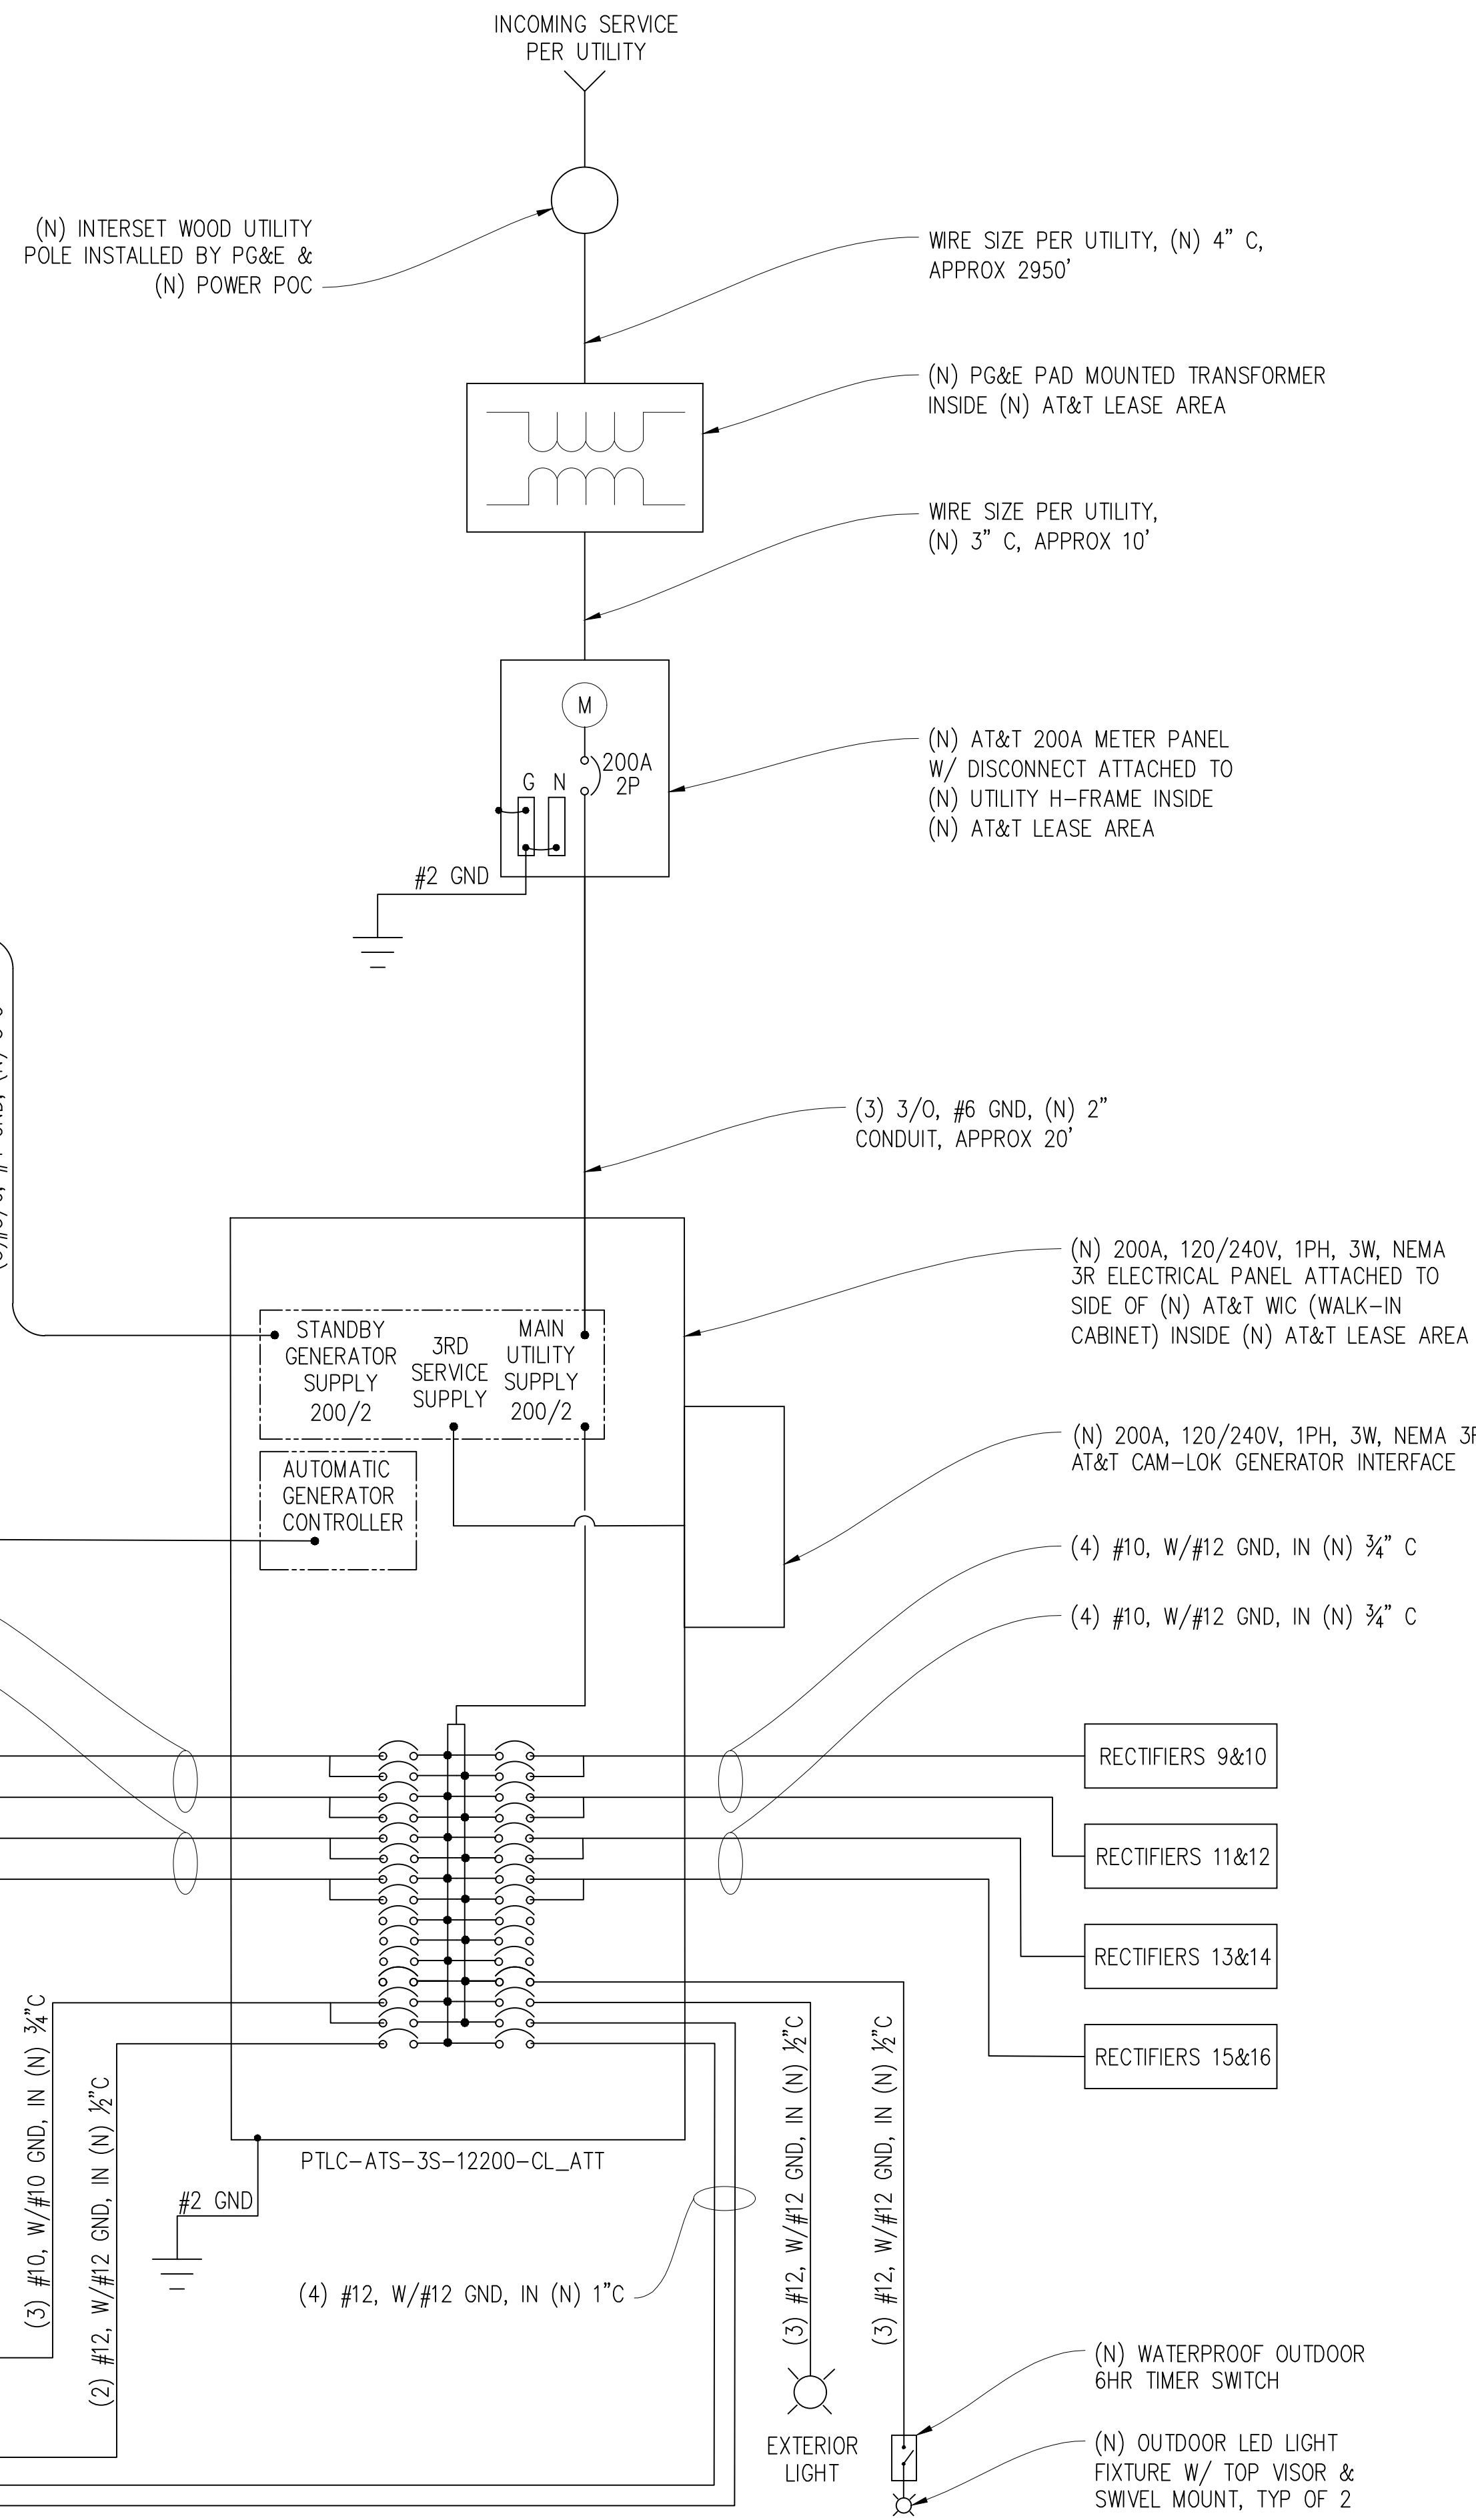 INCOMING SERVICE
PER UTILITY
(N) INTERSET WOOD UTILITY
POLE INSTALLED BY PG&E &
(N) POWER POC
WIRE SIZE PER UTILITY, (N) 4" C,
APPROX 2950'
(N) PG&E PAD MOUNTED TRANSFORMER
INSIDE (N) AT&T LEASE AREA
WIRE SIZE PER UTILITY,
(N) 3" C, APPROX 10'
M
200A
2P
G N
#2 GND
(N) AT&T 200A METER PANEL
W/ DISCONNECT ATTACHED TO
(N) UTILITY H-FRAME INSIDE
(N) AT&T LEASE AREA
(3) 3/O, #6 GND, (N) 2"
CONDUIT, APPROX 20'
(N) 200A, 120/240V, 1PH, 3W, NEMA
3R ELECTRICAL PANEL ATTACHED TO
SIDE OF (N) AT&T WIC (WALK-IN
CABINET) INSIDE (N) AT&T LEASE AREA
STANDBY
GENERATOR
SUPPLY
200/2
3RD
SERVICE
SUPPLY
MAIN
UTILITY
SUPPLY
200/2
AUTOMATIC
GENERATOR
CONTROLLER
(N) 200A, 120/240V, 1PH, 3W, NEMA
AT&T CAM-LOK GENERATOR INTERFACE
(4) #10, W/#12 GND, IN (N) ¾" C
(4) #10, W/#12 GND, IN (N) ¾" C
RECTIFIERS 9&10
RECTIFIERS 11&12
RECTIFIERS 13&14
RECTIFIERS 15&16
(3) #10, W/#10 GND, IN (N) ¾"C
(2) #12, W/#12 GND, IN (N) ½"C
PTLC-ATS-3S-12200-CL_ATT
#2 GND
(4) #12, W/#12 GND, IN (N) 1"C
(3) #12, W/#12 GND, IN (N) ½"C
(3) #12, W/#12 GND, IN (N) ½"C
EXTERIOR
LIGHT
(N) WATERPROOF OUTDOOR
6HR TIMER SWITCH
(N) OUTDOOR LED LIGHT
FIXTURE W/ TOP VISOR &
SWIVEL MOUNT, TYP OF 2